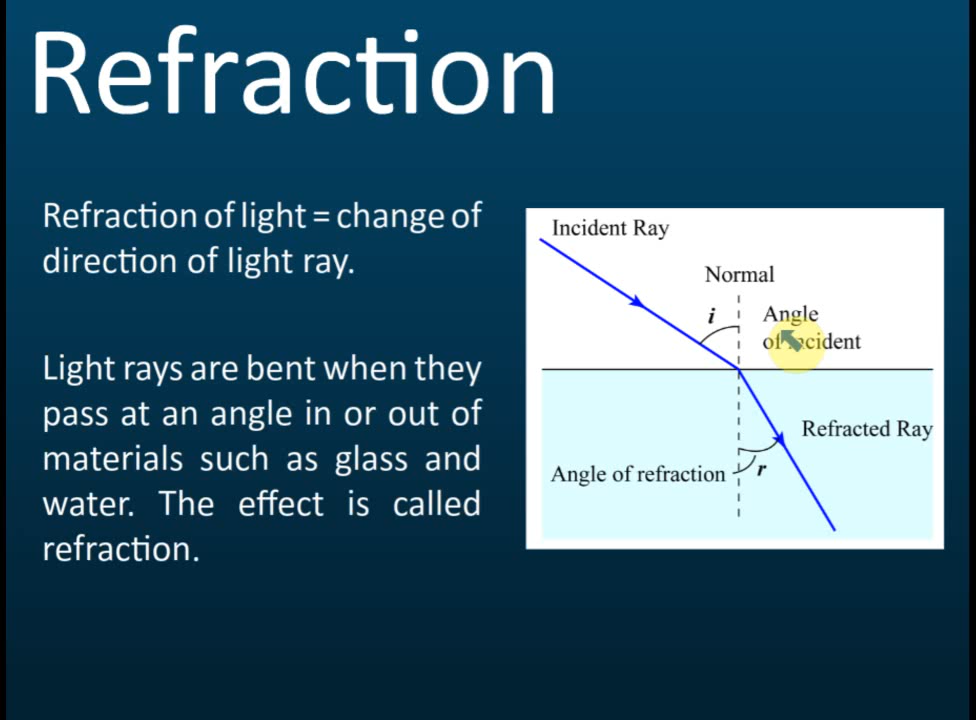 Refraction
Refraction of light = change of
direction of light ray.
Light rays are bent when they
pass at an angle in or out of
materials such as glass and
water. The effect is called
refraction.
Incident Ray
Normal
i
Angle
of incident
Refracted Ray
Angle of refraction
r